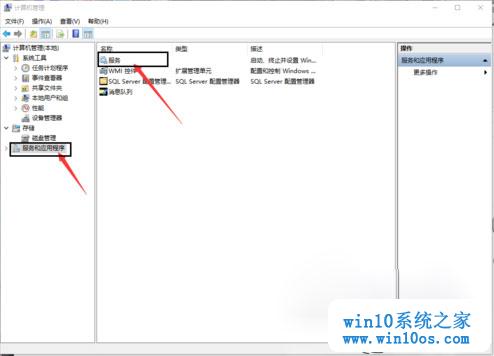 计算机管理
文件(F) 操作(A) 查看(V) 帮助(H)
计算机管理(本地)
系统工具
任务计划程序
事件查看器
共享文件夹
本地用户和组
性能
设备管理器
存储
磁盘管理
服务和应用程序
名称 类型 描述
服务 启动、终止并设置 Win...
WMI 控件 扩展管理单元 配置和控制 Windows ...
SQL Server 配置管理... SQL Server 配置管理器 SQL Server 配置管理器
消息队列
操作
服务和应用程序
更多操作
win10系统之家
www.win10os.com